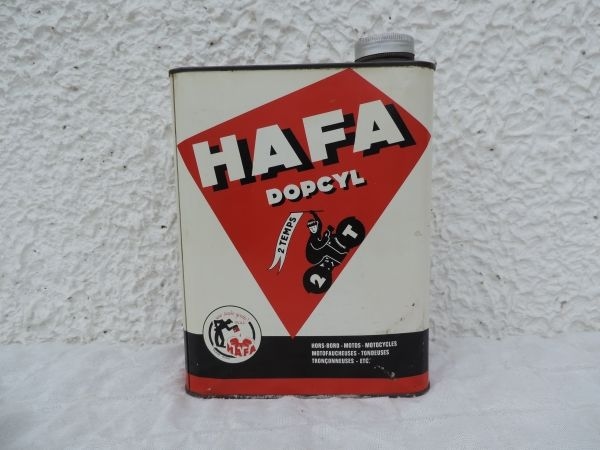 HAFA
DOPCYL
2 TEMPS
2 T
HAFA
HORS-BORD - MOTOS - MOTOCYCLES
MOTOFAUCHEUSES - TONDEUSES
TRONÇONNEUSES - ETC.